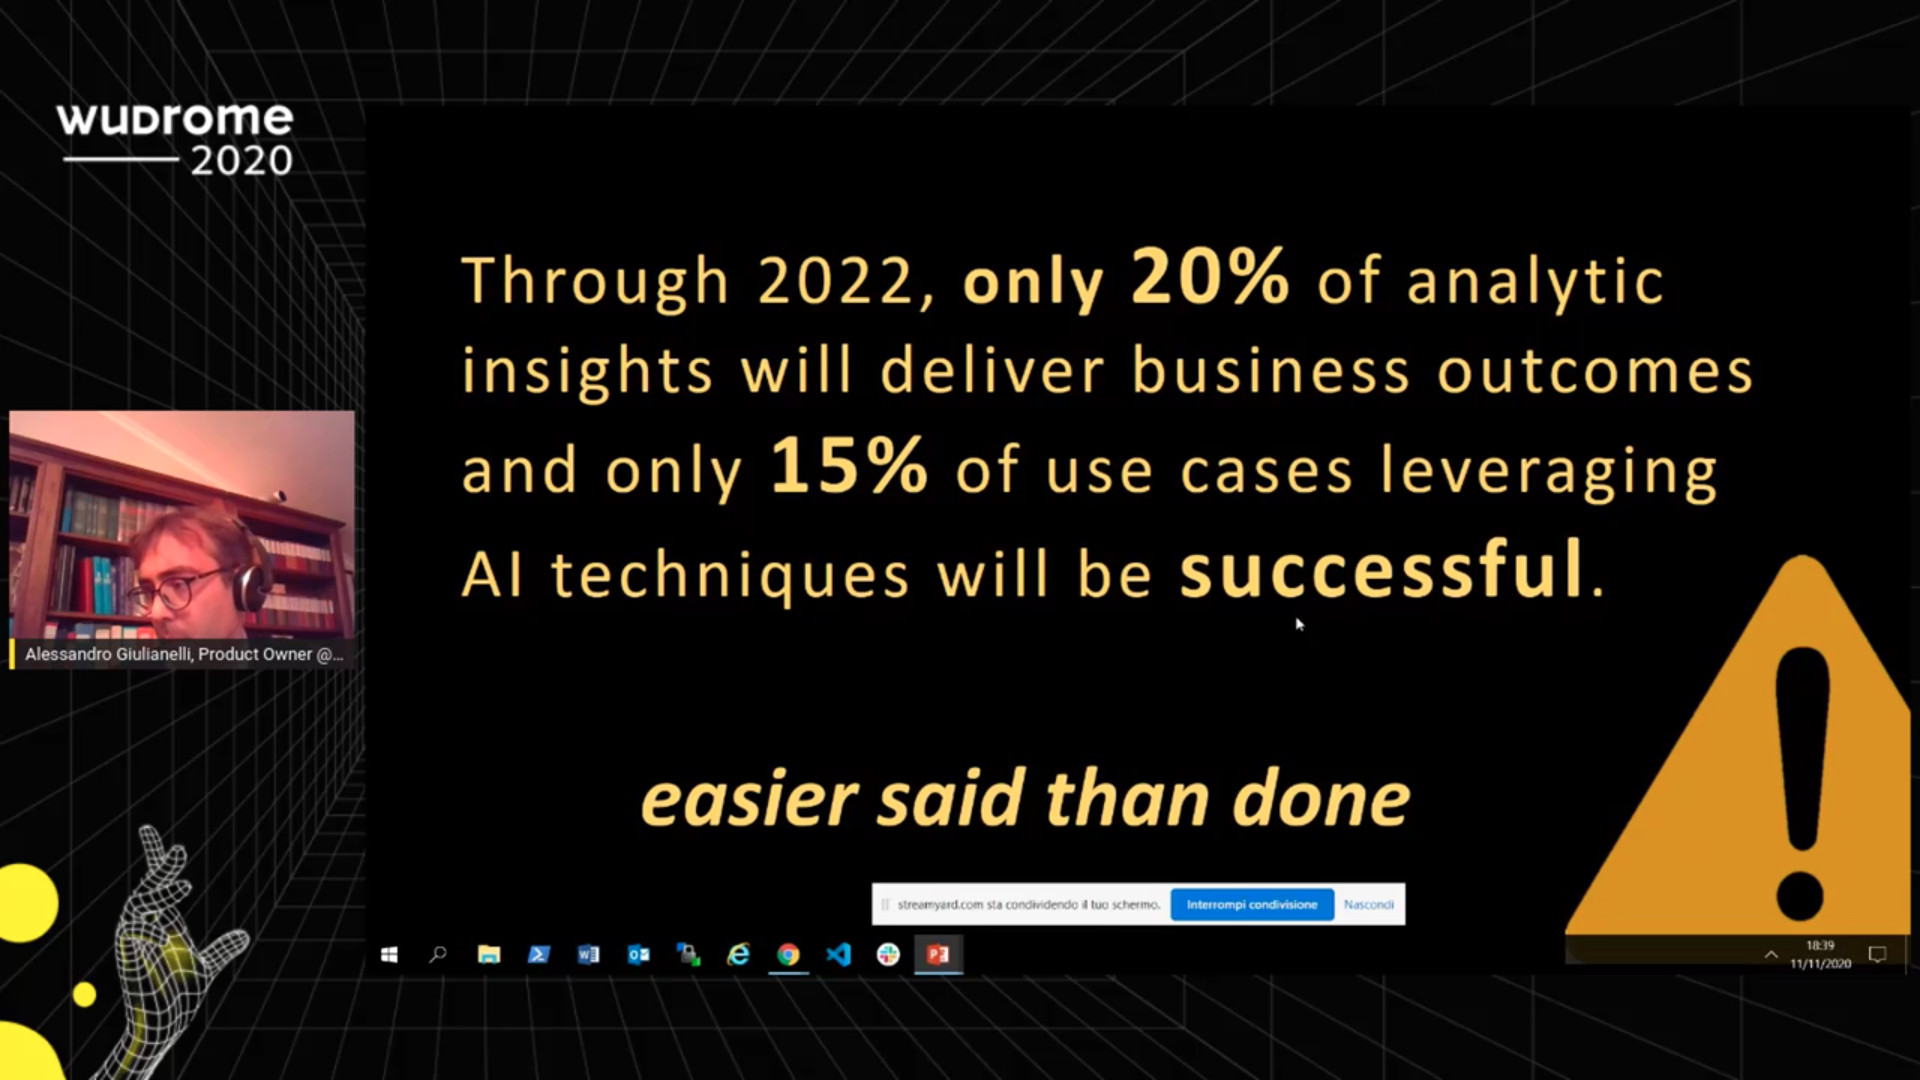 wuDrome
2020
Through 2022, only 20% of analytic
insights will deliver business outcomes
and only 15% of use cases leveraging
AI techniques will be successful.
easier said than done
Alessandro Giulianelli, Product Owner @...
streamyard.com sta condividendo il tuo schermo. Interrompi condivisione Nascondi
18:39
11/11/2020